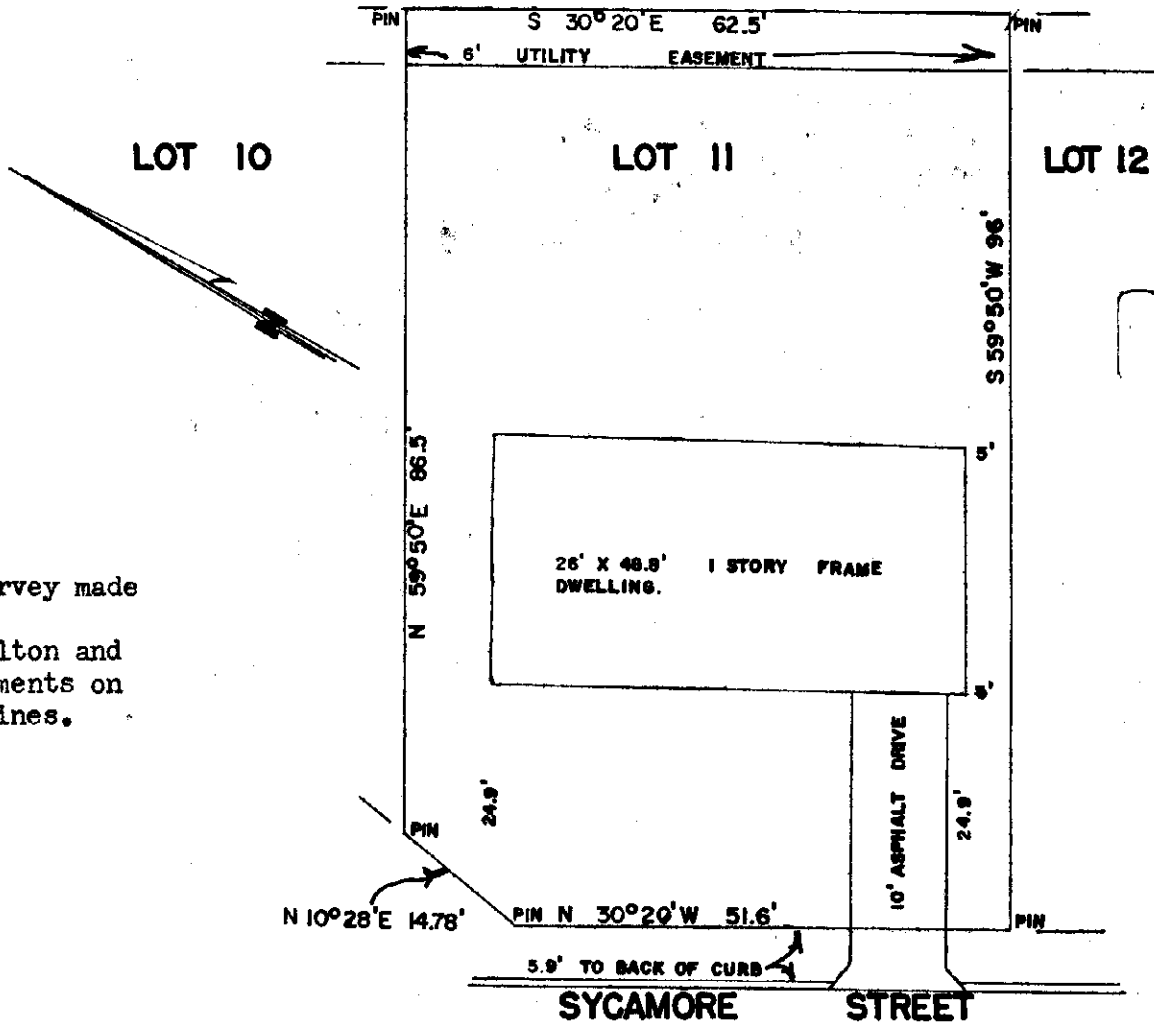 PIN S 30° 20' E 62.5' PIN
6' UTILITY EASEMENT
LOT 10 LOT 11 LOT 12
S 59° 50' W 96'
N 59° 50' E 86.5'
5'
26' X 48.8' 1 STORY FRAME
DWELLING.
rvey made
lton and
ments on
ines.
5'
24.9'
10' ASPHALT DRIVE
24.9'
PIN
N 10° 28' E 14.78'
PIN N 30° 20' W 51.6' PIN
5.9' TO BACK OF CURB
SYCAMORE STREET